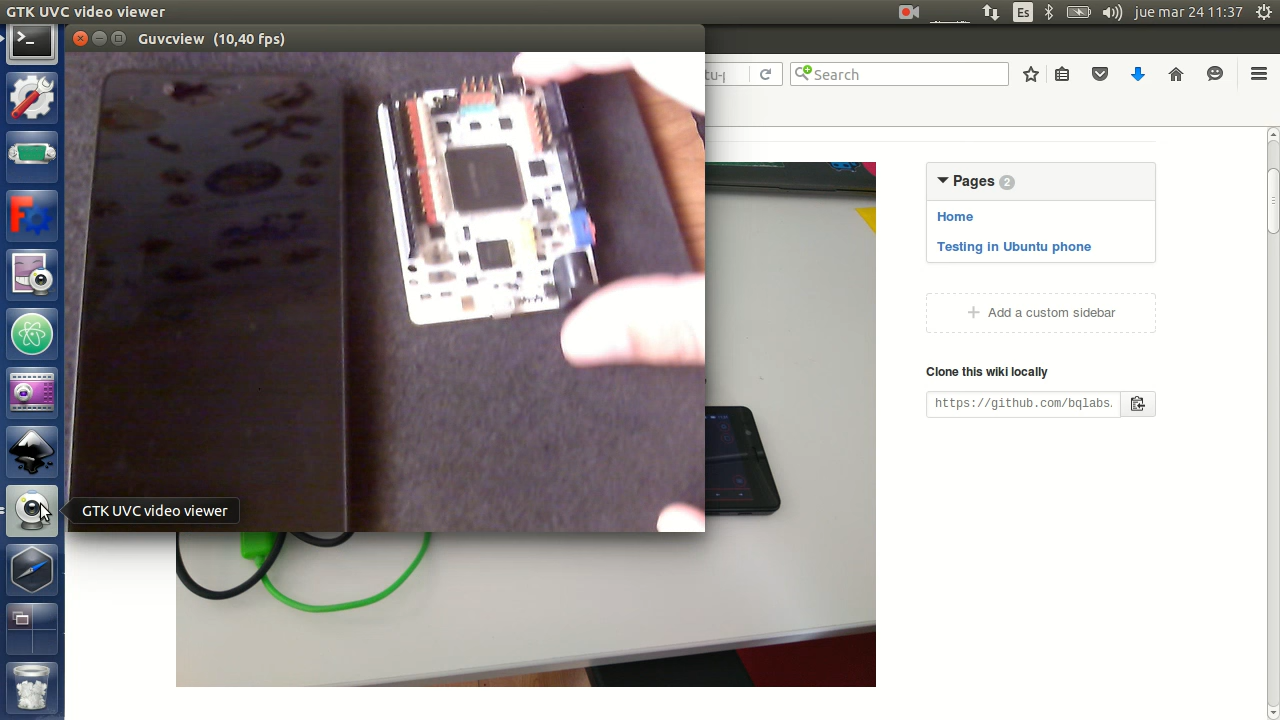 GTK UVC video viewer
Es
jue mar 24 11:37
Guvcview (10,40 fps)
Search
Pages 2
Home
Testing in Ubuntu phone
Add a custom sidebar
Clone this wiki locally
https://github.com/bqlabs.
GTK UVC video viewer